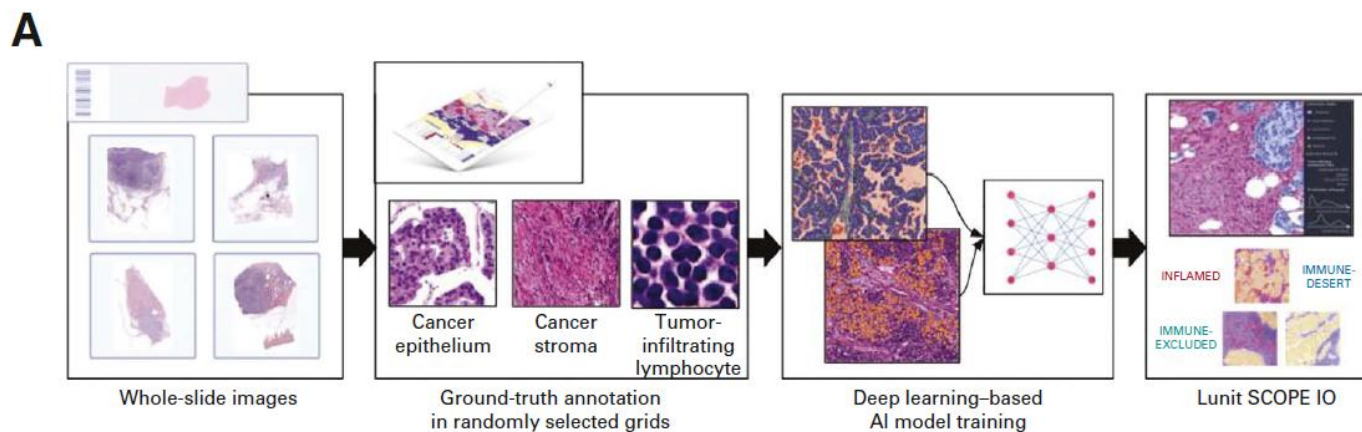 A
Cancer
epithelium
Cancer
stroma
Tumor-
infiltrating
lymphocyte
INFLAMED
IMMUNE-
DESERT
IMMUNE-
EXCLUDED
Whole-slide images
Ground-truth annotation
in randomly selected grids
Deep learning–based
AI model training
Lunit SCOPE IO